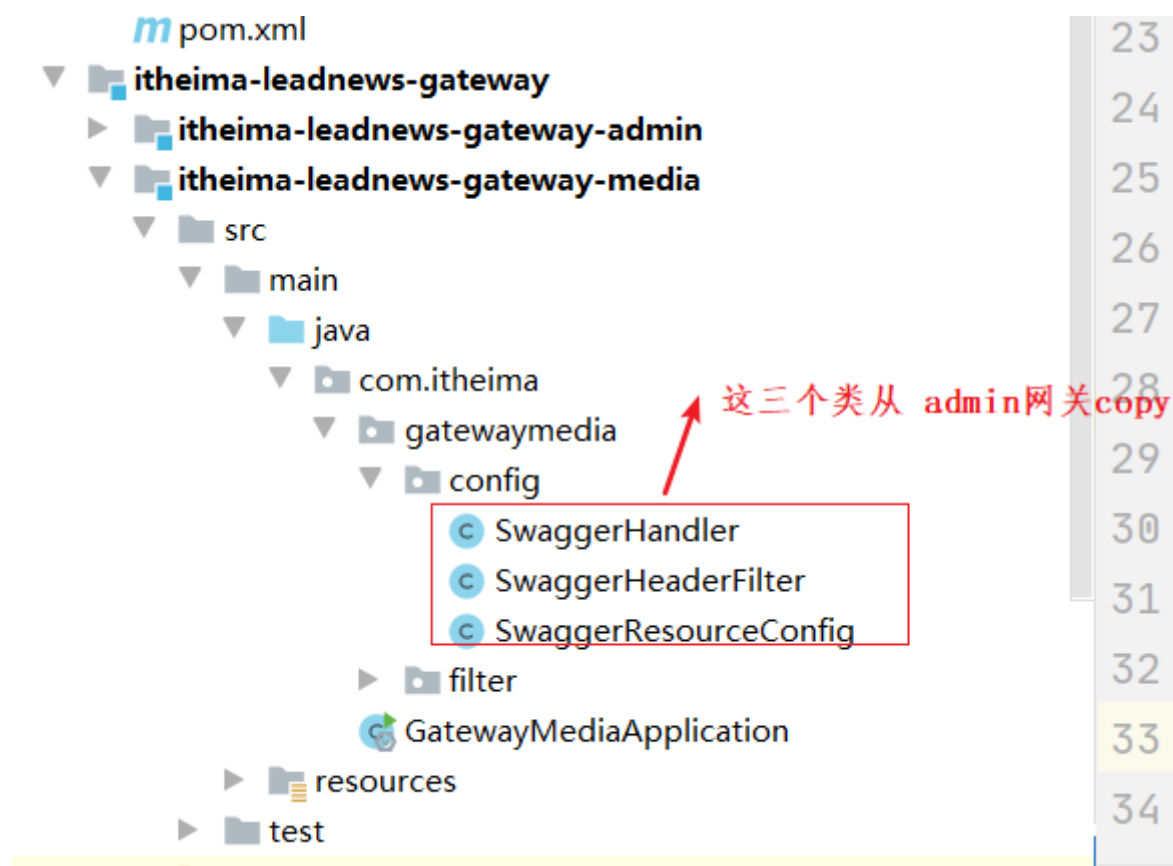 pom.xml
23
itheima-leadnews-gateway
24
itheima-leadnews-gateway-admin
25
itheima-leadnews-gateway-media
src
26
main
27
java
com.itheima
28
这三个类从 admin网关copy
gatewaymedia
29
config
30
SwaggerHandler
SwaggerHeaderFilter
31
SwaggerResourceConfig
32
filter
33
GatewayMediaApplication
resources
34
test